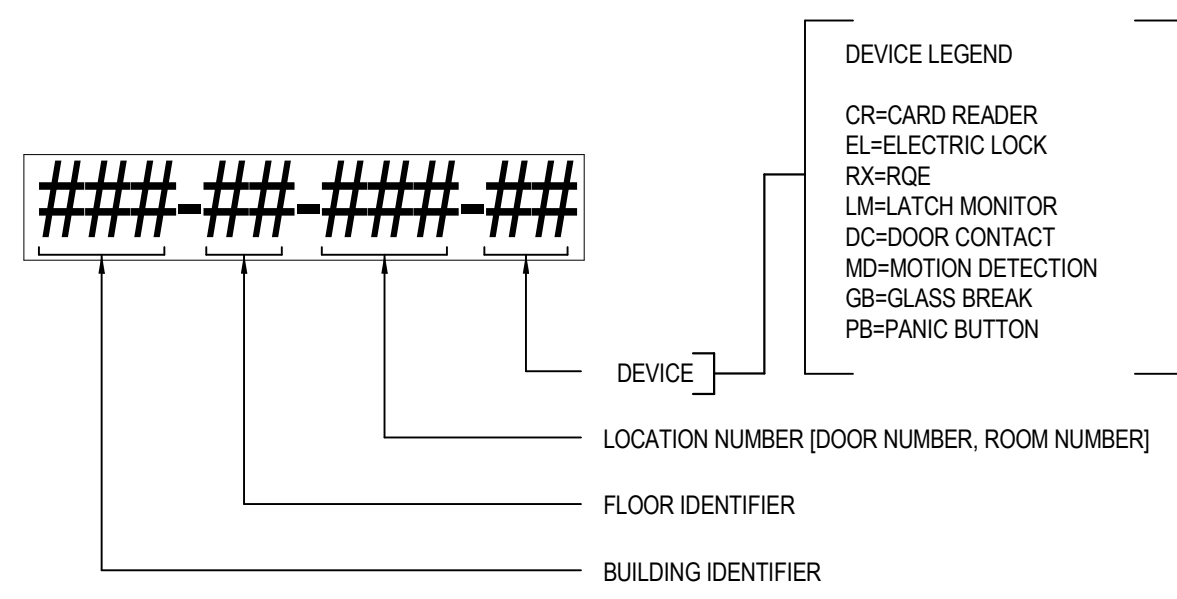 DEVICE LEGEND
CR=CARD READER
EL=ELECTRIC LOCK
RX=RQE
LM=LATCH MONITOR
DC=DOOR CONTACT
MD=MOTION DETECTION
GB=GLASS BREAK
PB=PANIC BUTTON
###-##-###-##
DEVICE
LOCATION NUMBER [DOOR NUMBER, ROOM NUMBER]
FLOOR IDENTIFIER
BUILDING IDENTIFIER